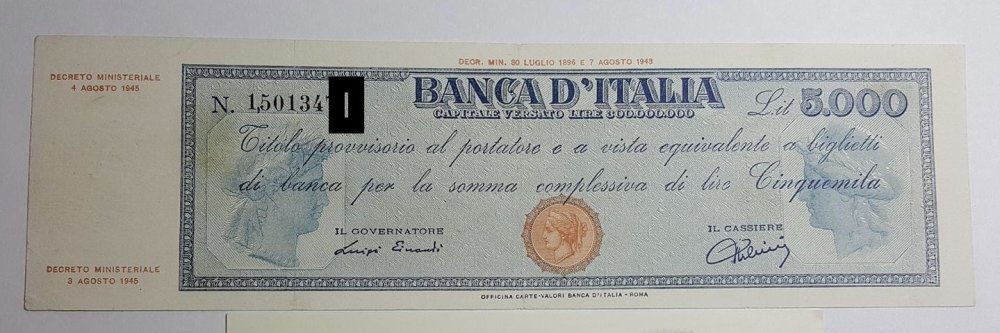 DECR. MIN. 30 LUGLIO 1896 E 7 AGOSTO 1943
DECRETO MINISTERIALE
4 AGOSTO 1945
N. 1,501347
BANCA D'ITALIA
CAPITALE VERSATO LIRE 300.000.000
L.it 5.000
Titolo provvisorio al portatore e a vista equivalente a biglietti
di banca per la somma complessiva di lire Cinquemila
IL GOVERNATORE
Luigi Einaudi
IL CASSIERE
DECRETO MINISTERIALE
3 AGOSTO 1945
OFFICINA CARTE-VALORI BANCA D'ITALIA - ROMA